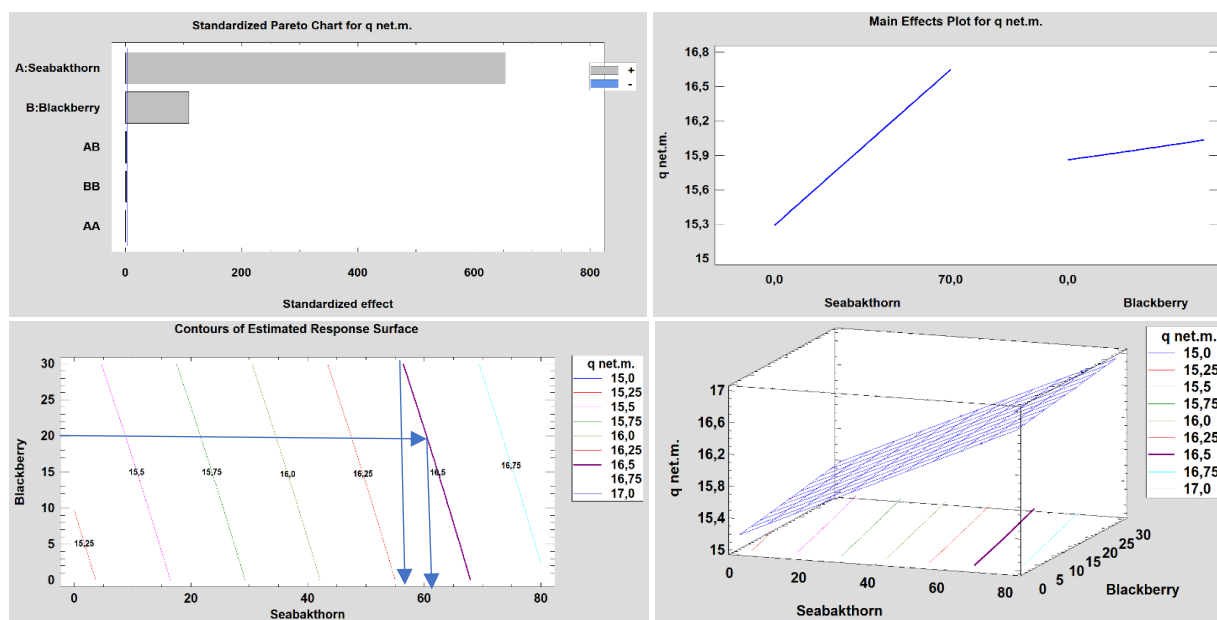 Standardized Pareto Chart for q net.m.
A:Seabakthorn
B:Blackberry
AB
BB
AA
+
-
0 200 400 600 800
Standardized effect
Main Effects Plot for q net.m.
q net.m.
16,8
16,5
16,2
15,9
15,6
15,3
15
0,0 70,0 0,0
Seabakthorn Blackberry
Contours of Estimated Response Surface
Blackberry
30
25
20
15
10
5
0
15,25
15,5
15,75
16,0
16,25
16,5
16,75
0 20 40 60 80
Seabakthorn
q net.m.
15,0
15,25
15,5
15,75
16,0
16,25
16,5
16,75
17,0
q net.m.
17
16,6
16,2
15,8
15,4
15
0 20 40 60 80
Seabakthorn
0 5 10 15 20 25 30
Blackberry
q net.m.
15,0
15,25
15,5
15,75
16,0
16,25
16,5
16,75
17,0